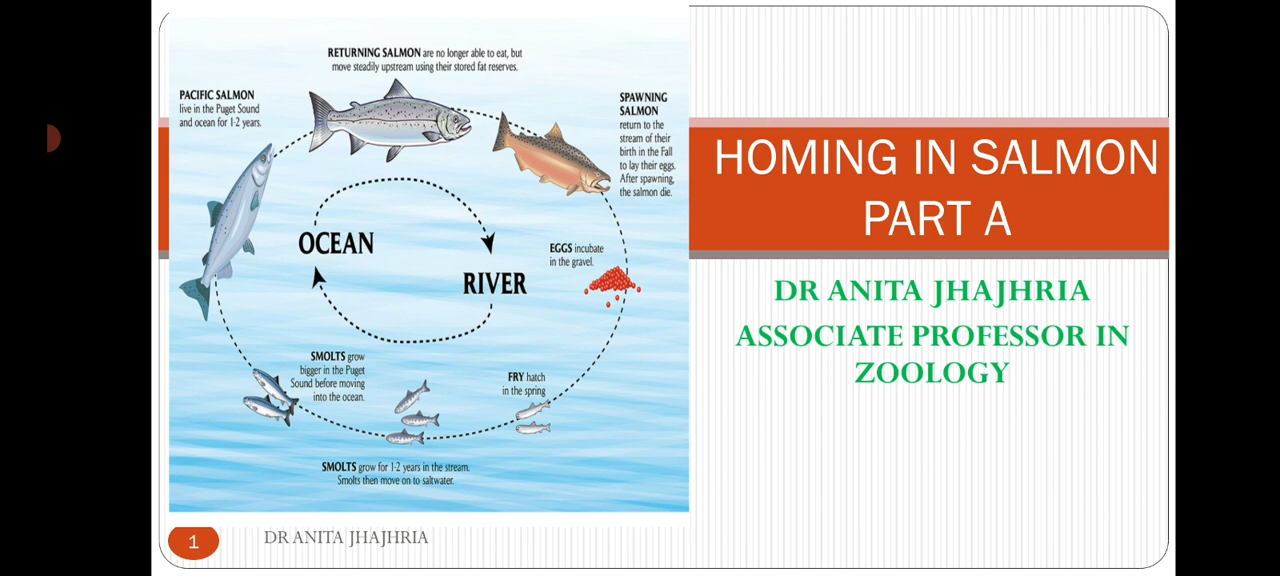 RETURNING SALMON are no longer able to eat, but
move steadily upstream using their stored fat reserves.
PACIFIC SALMON
live in the Puget Sound
and ocean for 1-2 years.
SPAWNING
SALMON
return to the
stream of their
birth in the Fall
to lay their eggs.
After spawning,
the salmon die.
OCEAN
RIVER
EGGS incubate
in the gravel.
SMOLTS grow
bigger in the Puget
Sound before moving
into the ocean.
FRY hatch
in the spring
SMOLTS grow for 1-2 years in the stream.
Smolts then move on to saltwater.
HOMING IN SALMON
PART A
DR ANITA JHAJHRIA
ASSOCIATE PROFESSOR IN
ZOOLOGY
1
DR ANITA JHAJHRIA